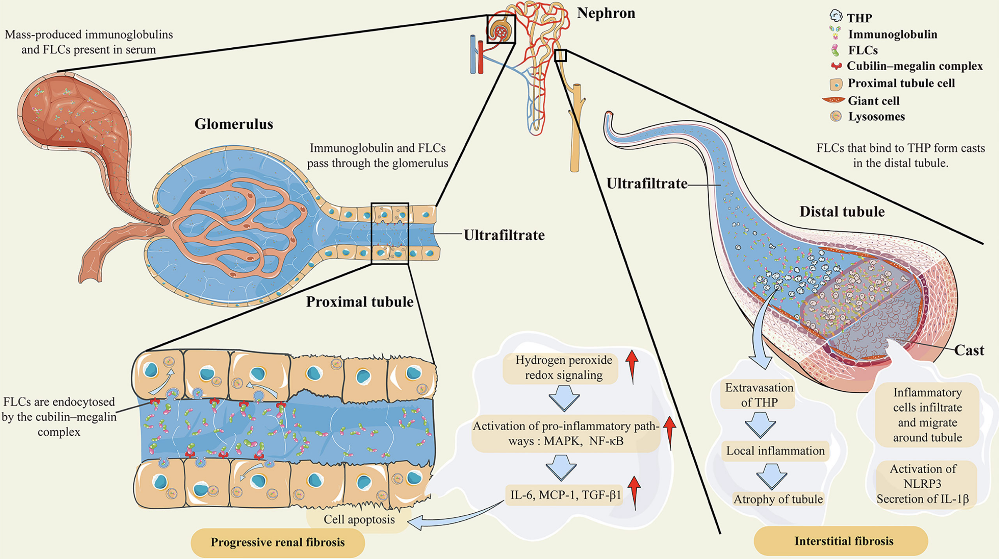 Nephron
THP
Immunoglobulin
FLCs
Cubilin–megalin complex
Proximal tubule cell
Giant cell
Lysosomes
Mass-produced immunoglobulins
and FLCs present in serum
Glomerulus
Immunoglobulin and FLCs
pass through the glomerulus
Ultrafiltrate
Proximal tubule
FLCs that bind to THP form casts
in the distal tubule.
Ultrafiltrate
Distal tubule
Cast
FLCs are endocytosed
by the cubilin–megalin
complex
Hydrogen peroxide
redox signaling
Activation of pro-inflammatory path-
ways : MAPK, NF-κB
IL-6, MCP-1, TGF-β1
Cell apoptosis
Progressive renal fibrosis
Extravasation
of THP
Local inflammation
Atrophy of tubule
Inflammatory
cells infiltrate
and migrate
around tubule
Activation of
NLRP3
Secretion of IL-1β
Interstitial fibrosis